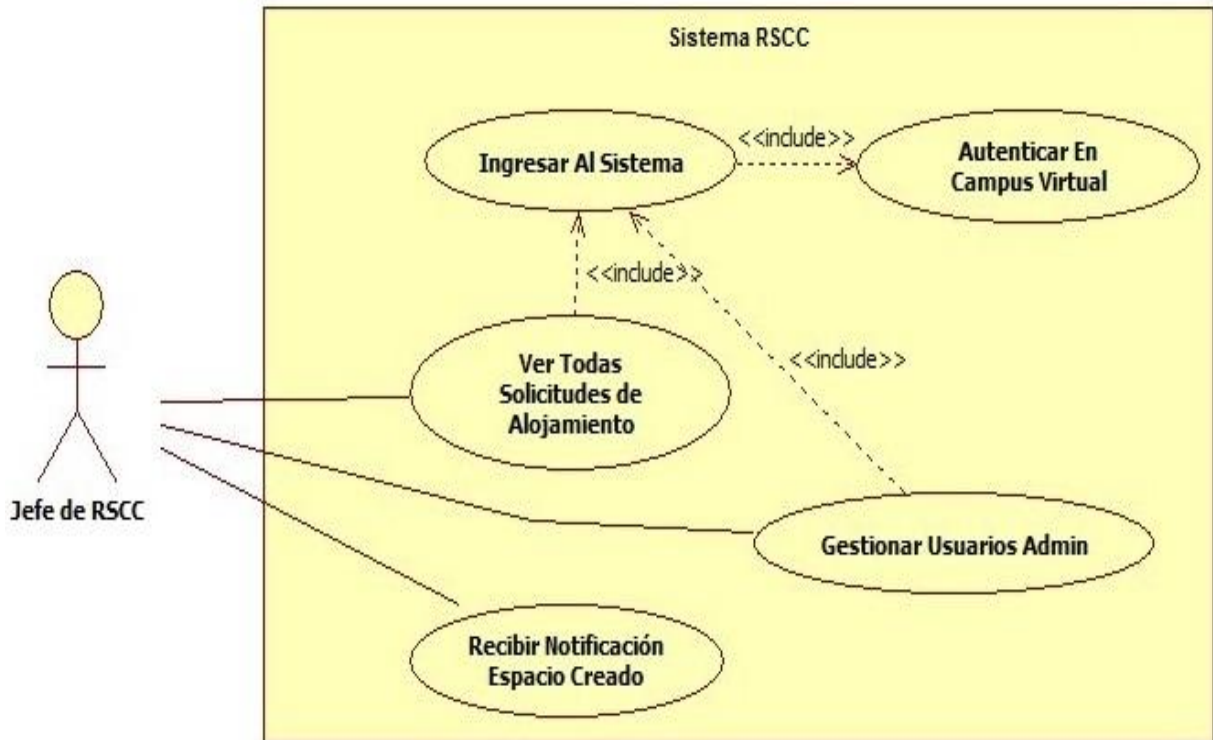 Sistema RSCC
<<include>>
Ingresar Al Sistema
Autenticar En
Campus Virtual
<<include>>
Ver Todas
Solicitudes de
Alojamiento
<<include>>
Jefe de RSCC
Gestionar Usuarios Admin
Recibir Notificación
Espacio Creado